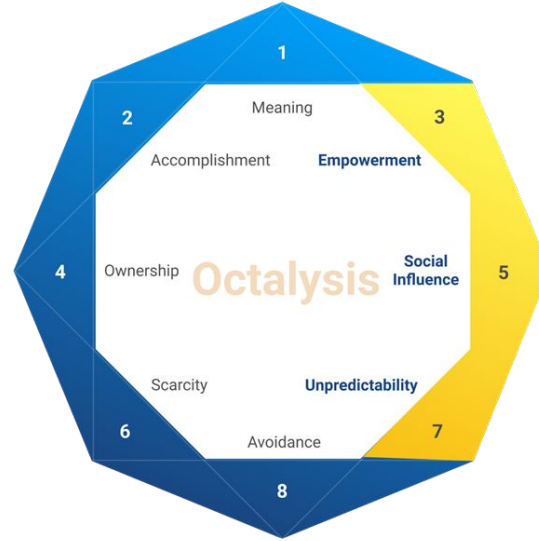 1
Meaning
2
3
Accomplishment
Empowerment
4
Ownership
Octalysis
Social
Influence
5
Scarcity
Unpredictability
6
7
Avoidance
8